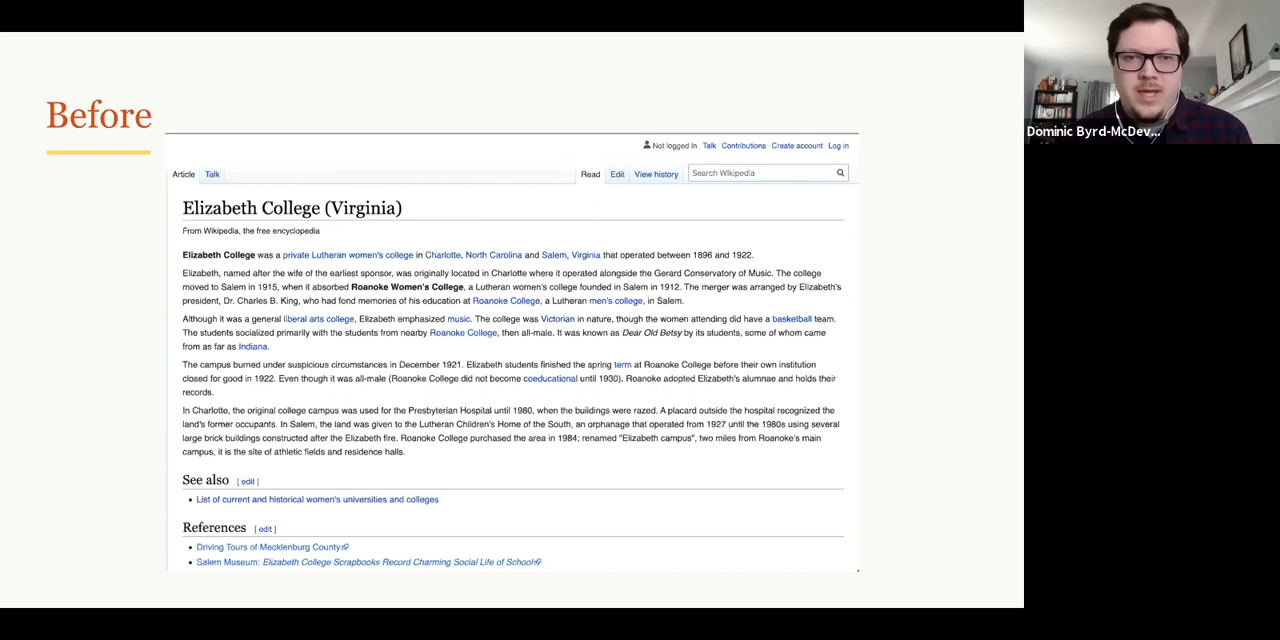 Before
Not logged in Talk Contributions Create account Log in
Article Talk Read Edit View history Search Wikipedia
Elizabeth College (Virginia)
From Wikipedia, the free encyclopedia
Elizabeth College was a private Lutheran women's college in Charlotte, North Carolina and Salem, Virginia that operated between 1896 and 1922.
Elizabeth, named after the wife of the earliest sponsor, was originally located in Charlotte where it operated alongside the Gerard Conservatory of Music. The college
moved to Salem in 1915, when it absorbed Roanoke Women's College, a Lutheran women's college founded in Salem in 1912. The merger was arranged by Elizabeth's
president, Dr. Charles B. King, who had fond memories of his education at Roanoke College, a Lutheran men's college, in Salem.
Although it was a general liberal arts college, Elizabeth emphasized music. The college was Victorian in nature, though the women attending did have a basketball team.
The students socialized primarily with the students from nearby Roanoke College, then all-male. It was known as Dear Old Betsy by its students, some of whom came
from as far as Indiana.
The campus burned under suspicious circumstances in December 1921. Elizabeth students finished the spring term at Roanoke College before their own institution
closed for good in 1922. Even though it was all-male (Roanoke College did not become coeducational until 1930), Roanoke adopted Elizabeth's alumnae and holds their
records.
In Charlotte, the original college campus was used for the Presbyterian Hospital until 1980, when the buildings were razed. A placard outside the hospital recognized the
land's former occupants. In Salem, the land was given to the Lutheran Children's Home of the South, an orphanage that operated from 1927 until the 1980s using several
large brick buildings constructed after the Elizabeth fire. Roanoke College purchased the area in 1984; renamed "Elizabeth campus", two miles from Roanoke's main
campus, it is the site of athletic fields and residence halls.
See also [ edit ]
• List of current and historical women's universities and colleges
References [ edit ]
• Driving Tours of Mecklenburg County
• Salem Museum: Elizabeth College Scrapbooks Record Charming Social Life of School
Dominic Byrd-McDev...